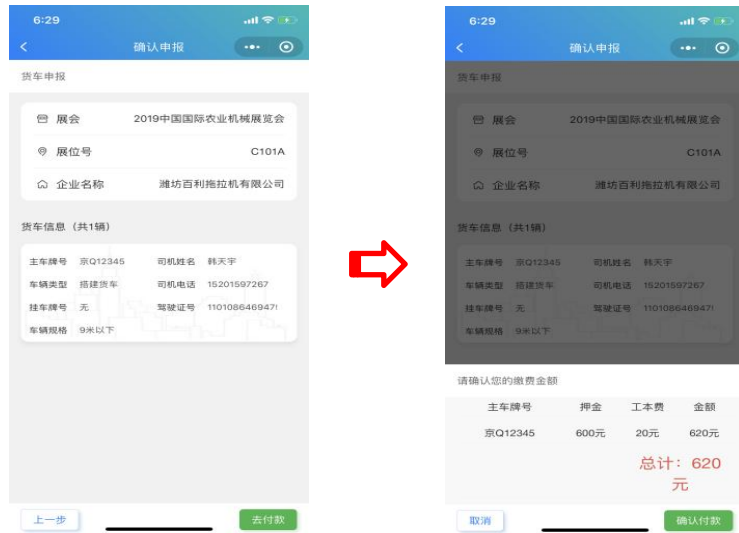 6:29
确认申报
货车申报
展会 2019中国国际农业机械展览会
展位号 C101A
企业名称 潍坊百利拖拉机有限公司
货车信息（共1辆）
主车牌号 京Q12345 司机姓名 韩天宇
车辆类型 搭建货车 司机电话 15201597267
挂车牌号 无 驾驶证号 110108646947
车辆规格 9米以下
上一步 去付款
6:29
确认申报
货车申报
展会 2019中国国际农业机械展览会
展位号 C101A
企业名称 潍坊百利拖拉机有限公司
货车信息（共1辆）
主车牌号 京Q12345 司机姓名 韩天宇
车辆类型 搭建货车 司机电话 15201597267
挂车牌号 无 驾驶证号 110108646947
车辆规格 9米以下
请确认您的缴费金额
主车牌号 押金 工本费 金额
京Q12345 600元 20元 620元
总计：620
元
取消 确认付款